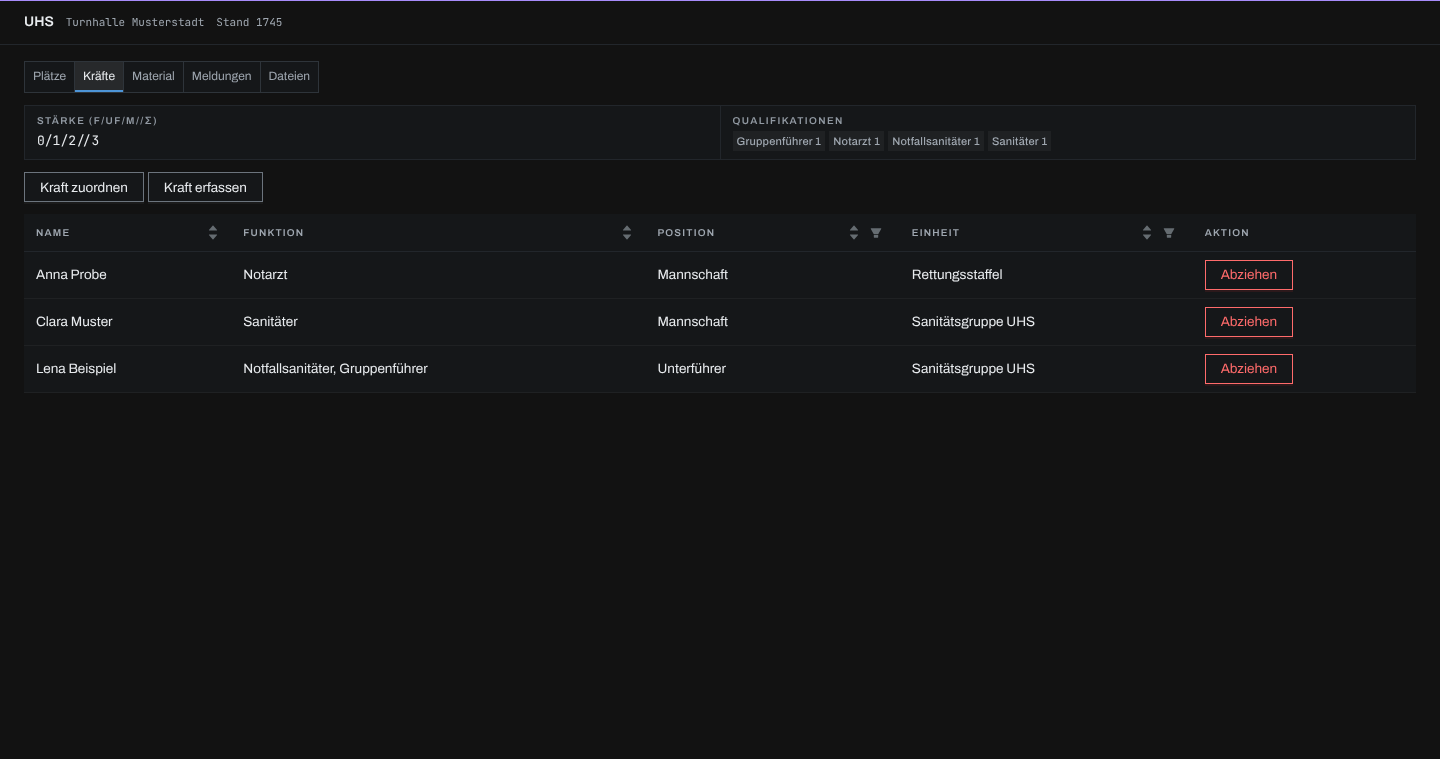 UHS Turnhalle Musterstadt Stand 1745
Plätze Kräfte Material Meldungen Dateien
STÄRKE (F/UF/M//Σ)
0/1/2//3
QUALIFIKATIONEN
Gruppenführer 1 Notarzt 1 Notfallsanitäter 1 Sanitäter 1
Kraft zuordnen Kraft erfassen
NAME FUNKTION POSITION EINHEIT AKTION
Anna Probe Notarzt Mannschaft Rettungsstaffel Abziehen
Clara Muster Sanitäter Mannschaft Sanitätsgruppe UHS Abziehen
Lena Beispiel Notfallsanitäter, Gruppenführer Unterführer Sanitätsgruppe UHS Abziehen